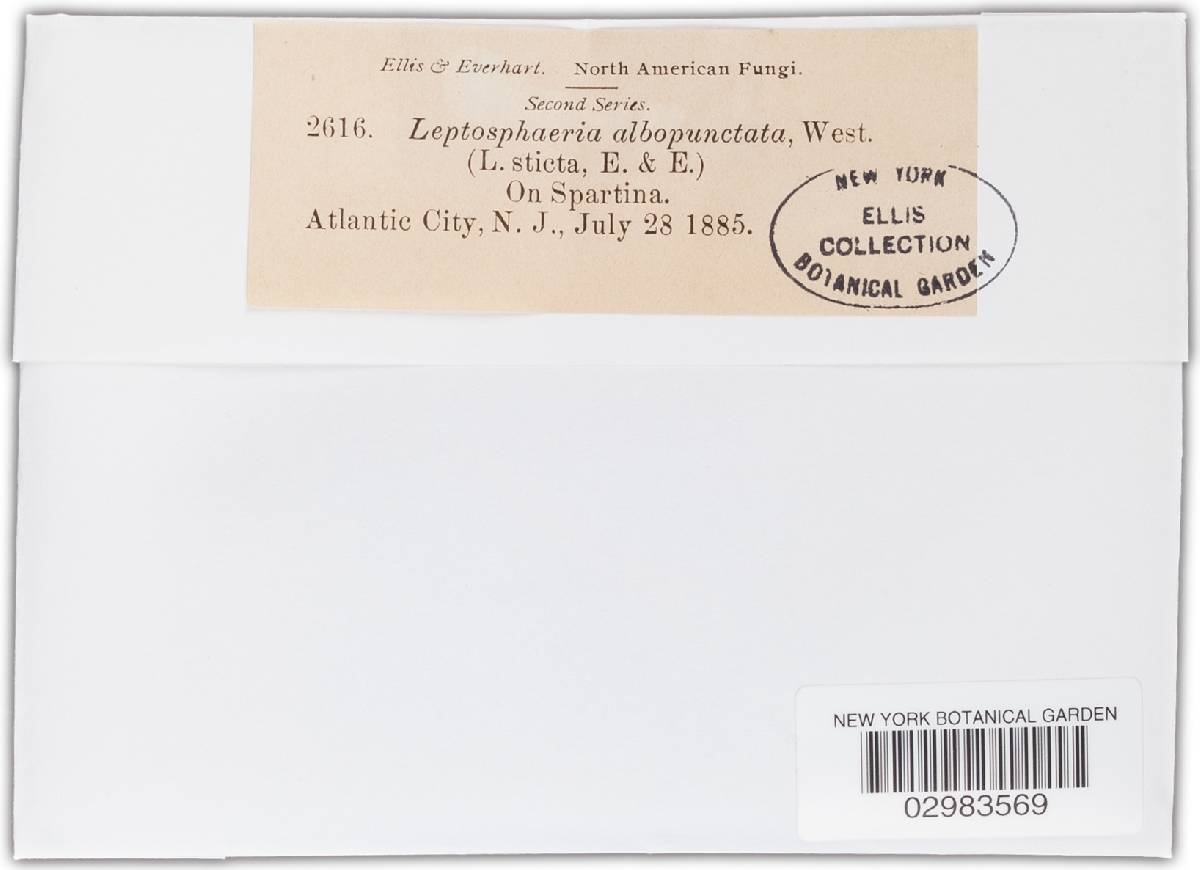 Ellis & Everhart. North American Fungi.
Second Series.
2616. Leptosphaeria albopunctata, West.
(L. sticta, E. & E.)
On Spartina.
Atlantic City, N. J., July 28 1885.
NEW YORK
ELLIS
COLLECTION
BOTANICAL GARDEN
NEW YORK BOTANICAL GARDEN
02983569